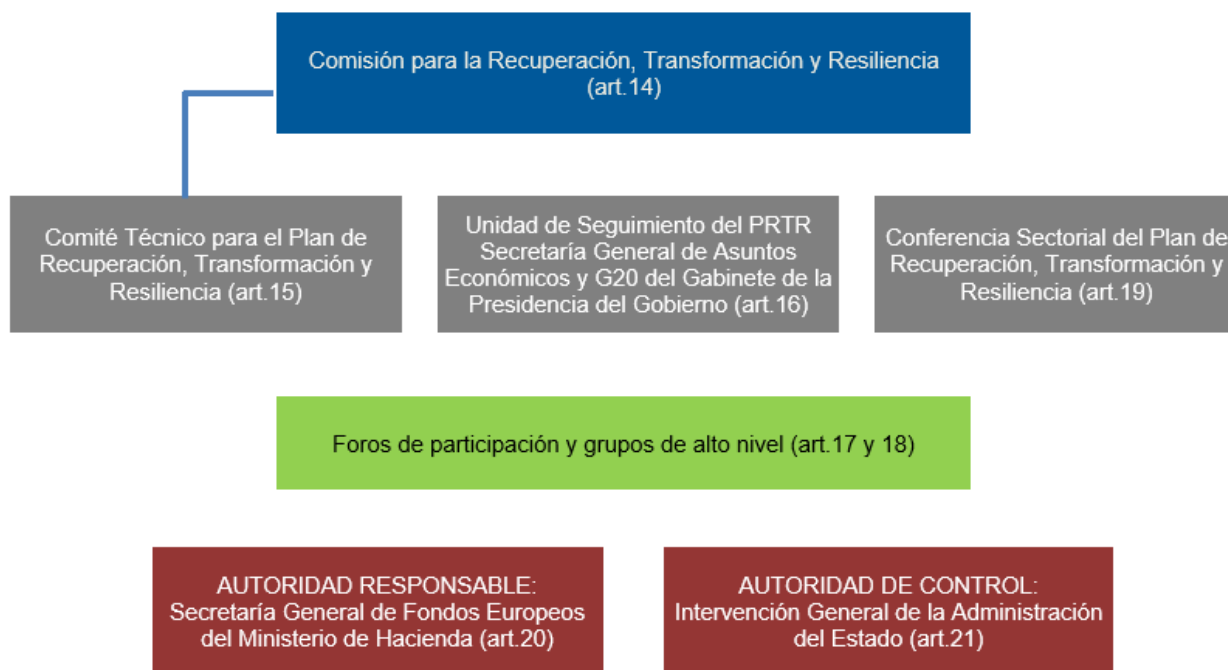 Comisión para la Recuperación, Transformación y Resiliencia
(art.14)
Comité Técnico para el Plan de
Recuperación, Transformación y
Resiliencia (art.15)
Unidad de Seguimiento del PRTR
Secretaría General de Asuntos
Económicos y G20 del Gabinete de la
Presidencia del Gobierno (art.16)
Conferencia Sectorial del Plan de
Recuperación, Transformación y
Resiliencia (art.19)
Foros de participación y grupos de alto nivel (art.17 y 18)
AUTORIDAD RESPONSABLE:
Secretaría General de Fondos Europeos
del Ministerio de Hacienda (art.20)
AUTORIDAD DE CONTROL:
Intervención General de la Administración
del Estado (art.21)